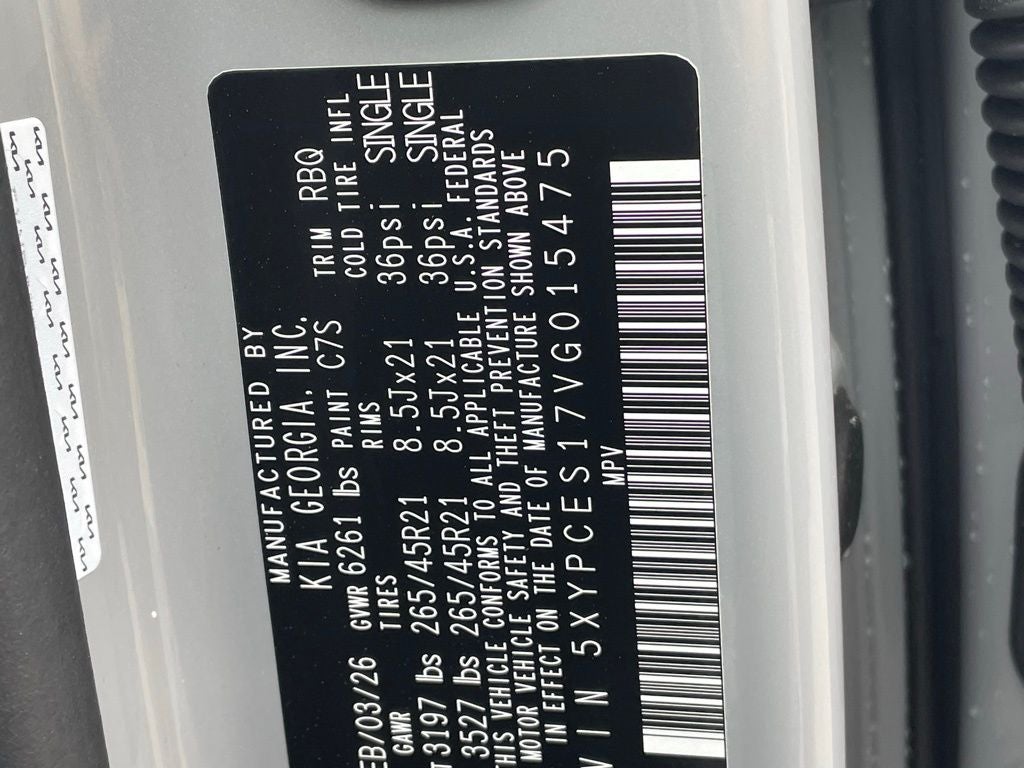 MANUFACTURED BY
KIA GEORGIA, INC.
EB/03/26 GVWR 6261 lbs PAINT C7S TRIM RBQ
GAWR TIRES RIMS COLD TIRE INFL
T 3197 lbs 265/45R21 8.5Jx21 36psi SINGLE
3527 lbs 265/45R21 8.5Jx21 36psi SINGLE
THIS VEHICLE CONFORMS TO ALL APPLICABLE U.S.A. FEDERAL
MOTOR VEHICLE SAFETY AND THEFT PREVENTION STANDARDS
IN EFFECT ON THE DATE OF MANUFACTURE SHOWN ABOVE
VIN 5XYPCES17VG015475
MPV